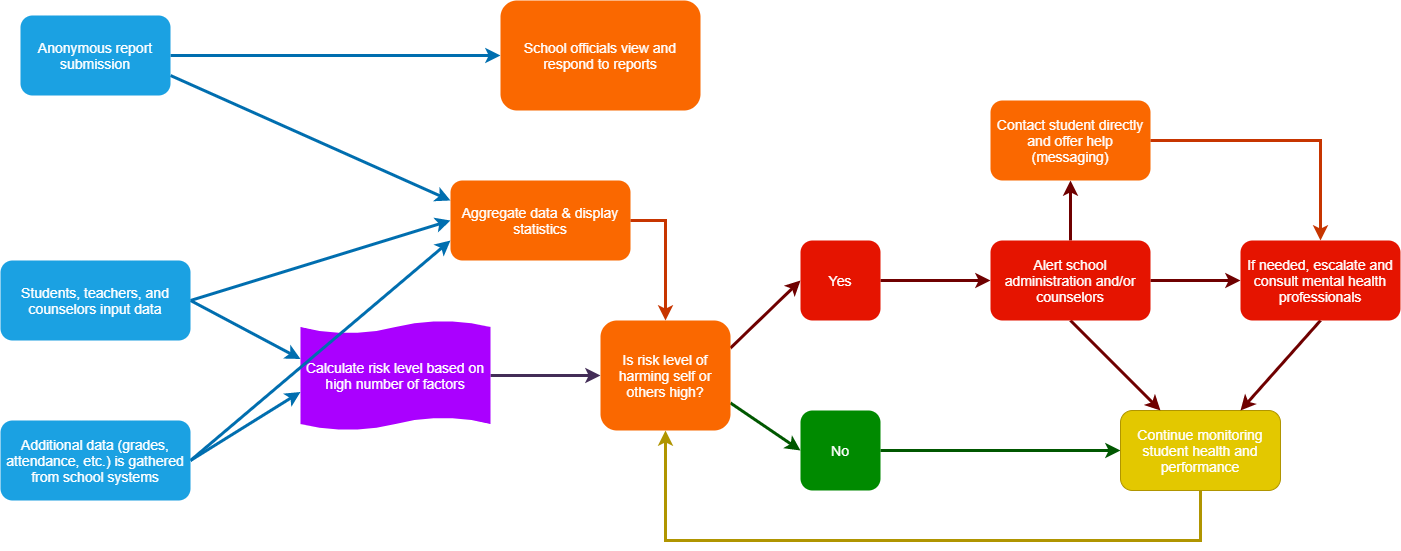 Anonymous report
submission
School officials view and
respond to reports
Contact student directly
and offer help
(messaging)
Aggregate data & display
statistics
Students, teachers, and
counselors input data
Yes
Alert school
administration and/or
counselors
If needed, escalate and
consult mental health
professionals
Calculate risk level based on
high number of factors
Is risk level of
harming self or
others high?
Additional data (grades,
attendance, etc.) is gathered
from school systems
No
Continue monitoring
student health and
performance